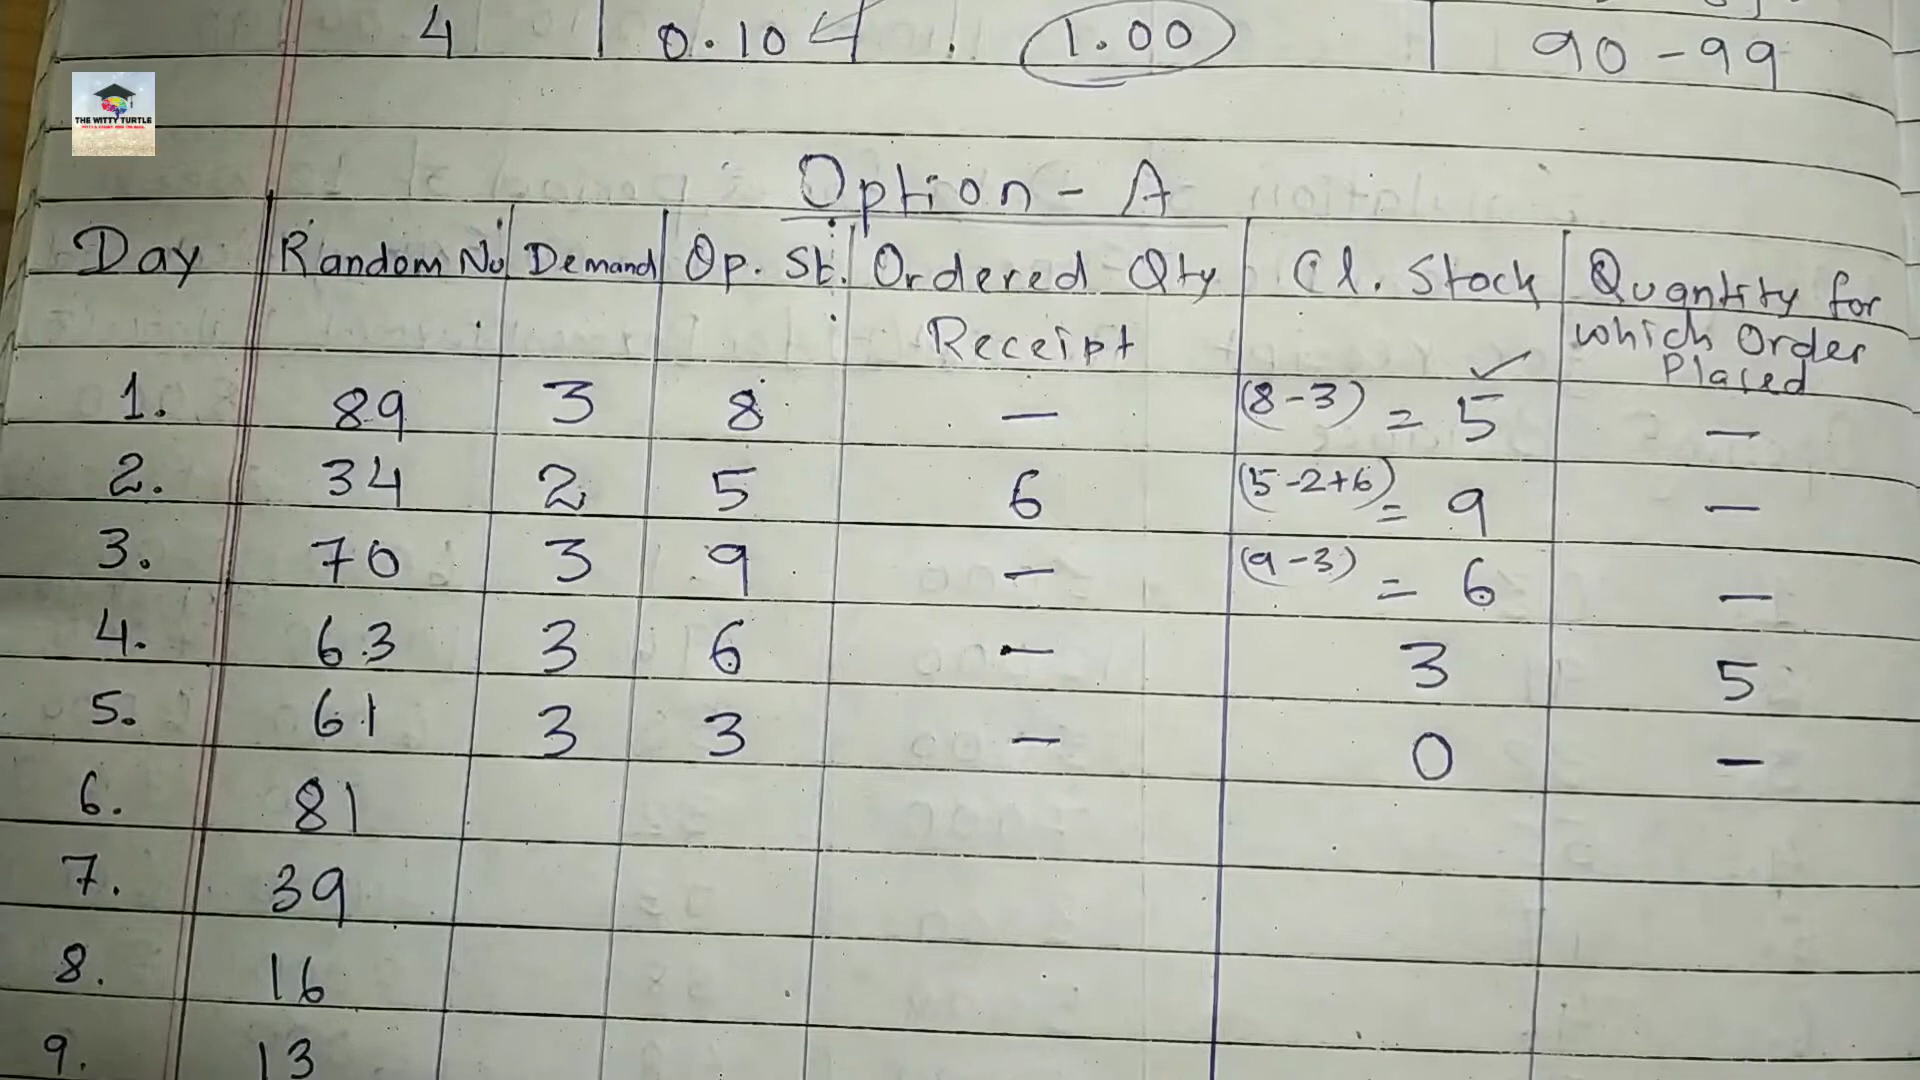 4 0.10 1.00 90-99
THE WITTY TURTLE
Option - A
Day Random No Demand Op. St. Ordered Qty Receipt Cl. Stock Quantity for which Order Placed
1. 89 3 8 — (8-3) = 5 —
2. 34 2 5 6 (5-2+6) = 9 —
3. 70 3 9 — (9-3) = 6 —
4. 63 3 6 — 3 5
5. 61 3 3 — 0 —
6. 81
7. 39
8. 16
9. 13